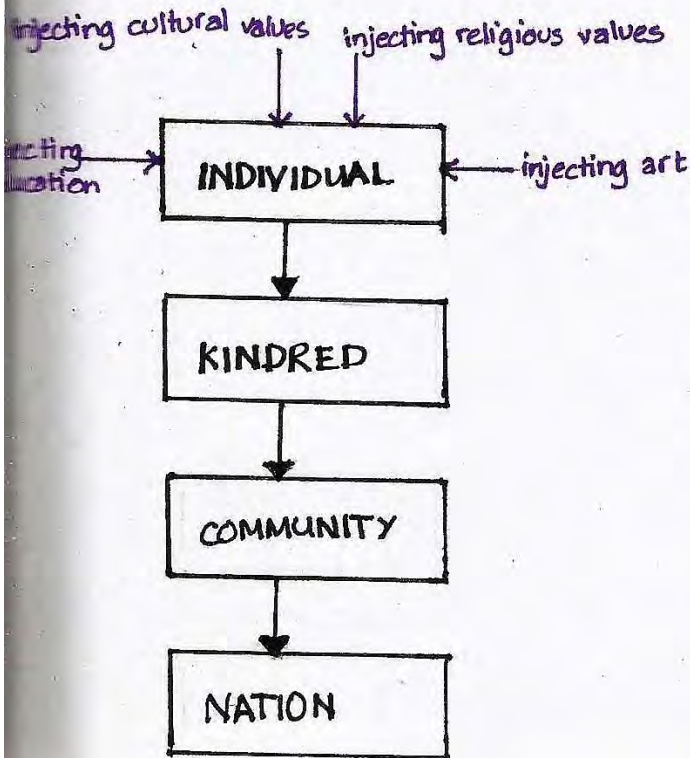 injecting cultural values
injecting religious values
INDIVIDUAL
injecting art
KINDRED
COMMUNITY
NATION